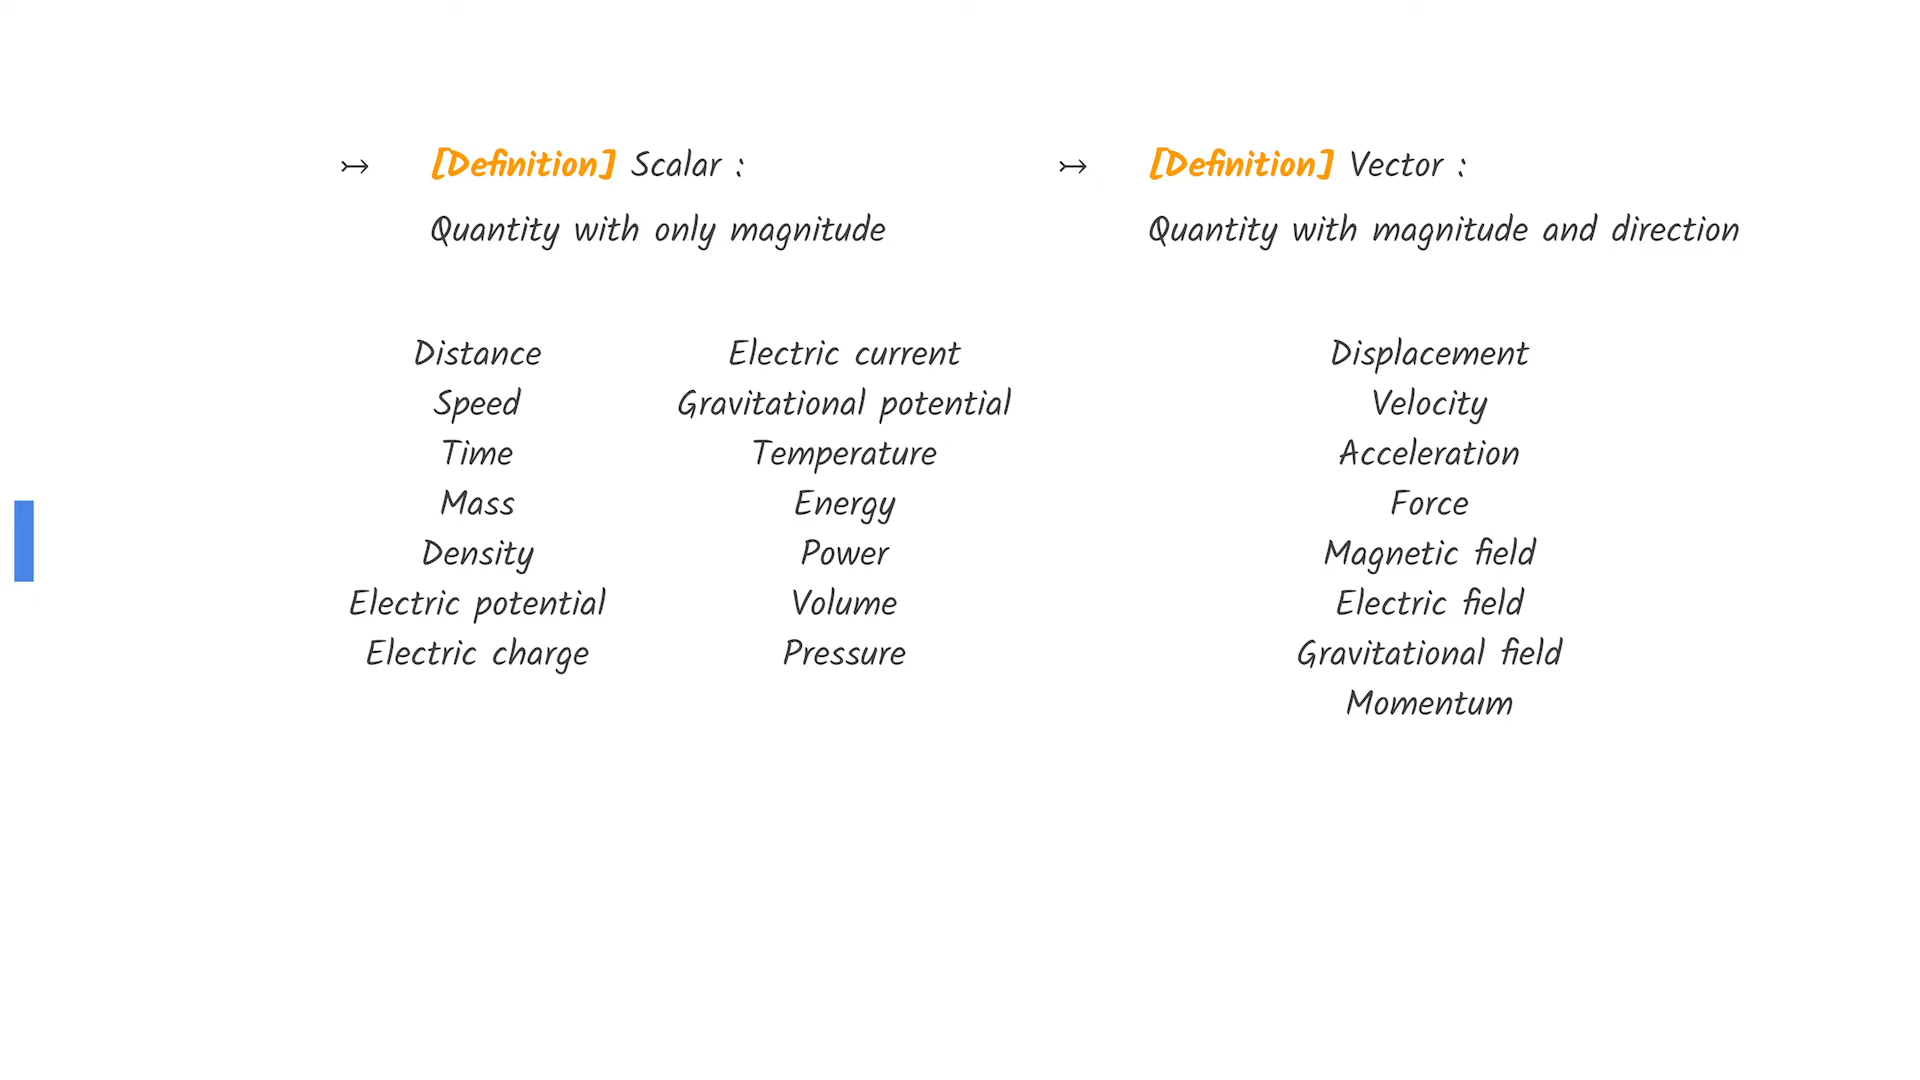 ↣ [Definition] Scalar :
Quantity with only magnitude
Distance
Speed
Time
Mass
Density
Electric potential
Electric charge
Electric current
Gravitational potential
Temperature
Energy
Power
Volume
Pressure
↣ [Definition] Vector :
Quantity with magnitude and direction
Displacement
Velocity
Acceleration
Force
Magnetic field
Electric field
Gravitational field
Momentum